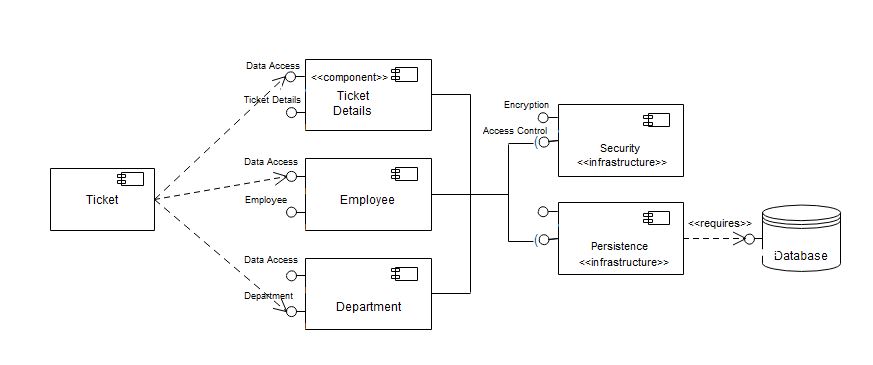 Data Access
<<component>>
Ticket
Details
Ticket Details
Encryption
Access Control
Security
<<infrastructure>>
Data Access
Employee
Employee
Ticket
<<requires>>
Persistence
<<infrastructure>>
Database
Data Access
Department
Department